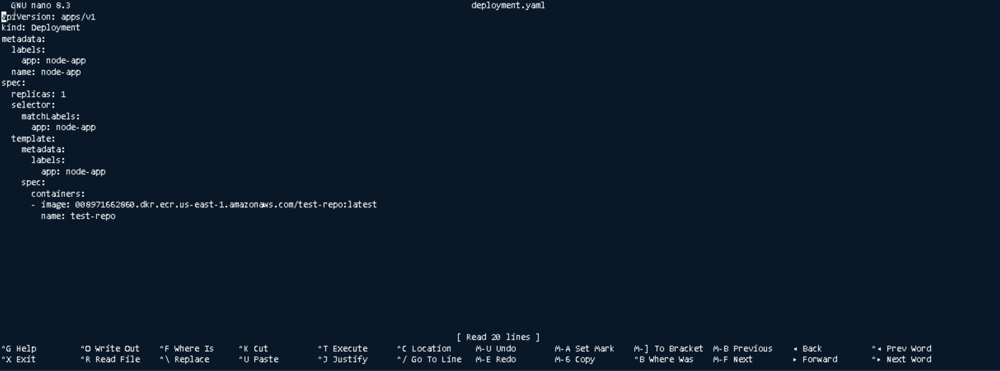 GNU nano 8.3 deployment.yaml
apiVersion: apps/v1
kind: Deployment
metadata:
  labels:
    app: node-app
  name: node-app
spec:
  replicas: 1
  selector:
    matchLabels:
      app: node-app
  template:
    metadata:
      labels:
        app: node-app
    spec:
      containers:
      - image: 008971662860.dkr.ecr.us-east-1.amazonaws.com/test-repo:latest
        name: test-repo
[ Read 20 lines ]
^G Help ^O Write Out ^F Where Is ^K Cut ^T Execute ^C Location M-U Undo M-A Set Mark M-] To Bracket M-B Previous ◂ Back ^◂ Prev Word
^X Exit ^R Read File ^\ Replace ^U Paste ^J Justify ^/ Go To Line M-E Redo M-6 Copy ^B Where Was M-F Next ▸ Forward ^▸ Next Word